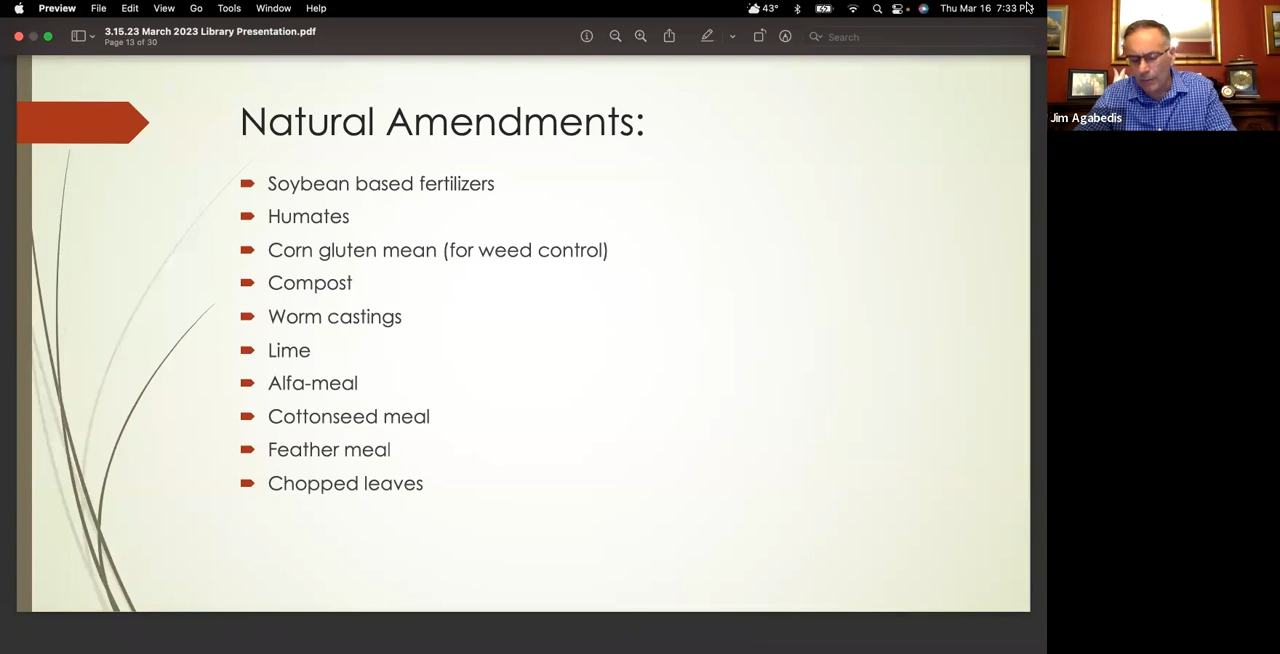 Preview File Edit View Go Tools Window Help 43° Thu Mar 16 7:33 PM
3.15.23 March 2023 Library Presentation.pdf
Page 13 of 30
Search
Natural Amendments:
Soybean based fertilizers
Humates
Corn gluten mean (for weed control)
Compost
Worm castings
Lime
Alfa-meal
Cottonseed meal
Feather meal
Chopped leaves
Jim Agabedis